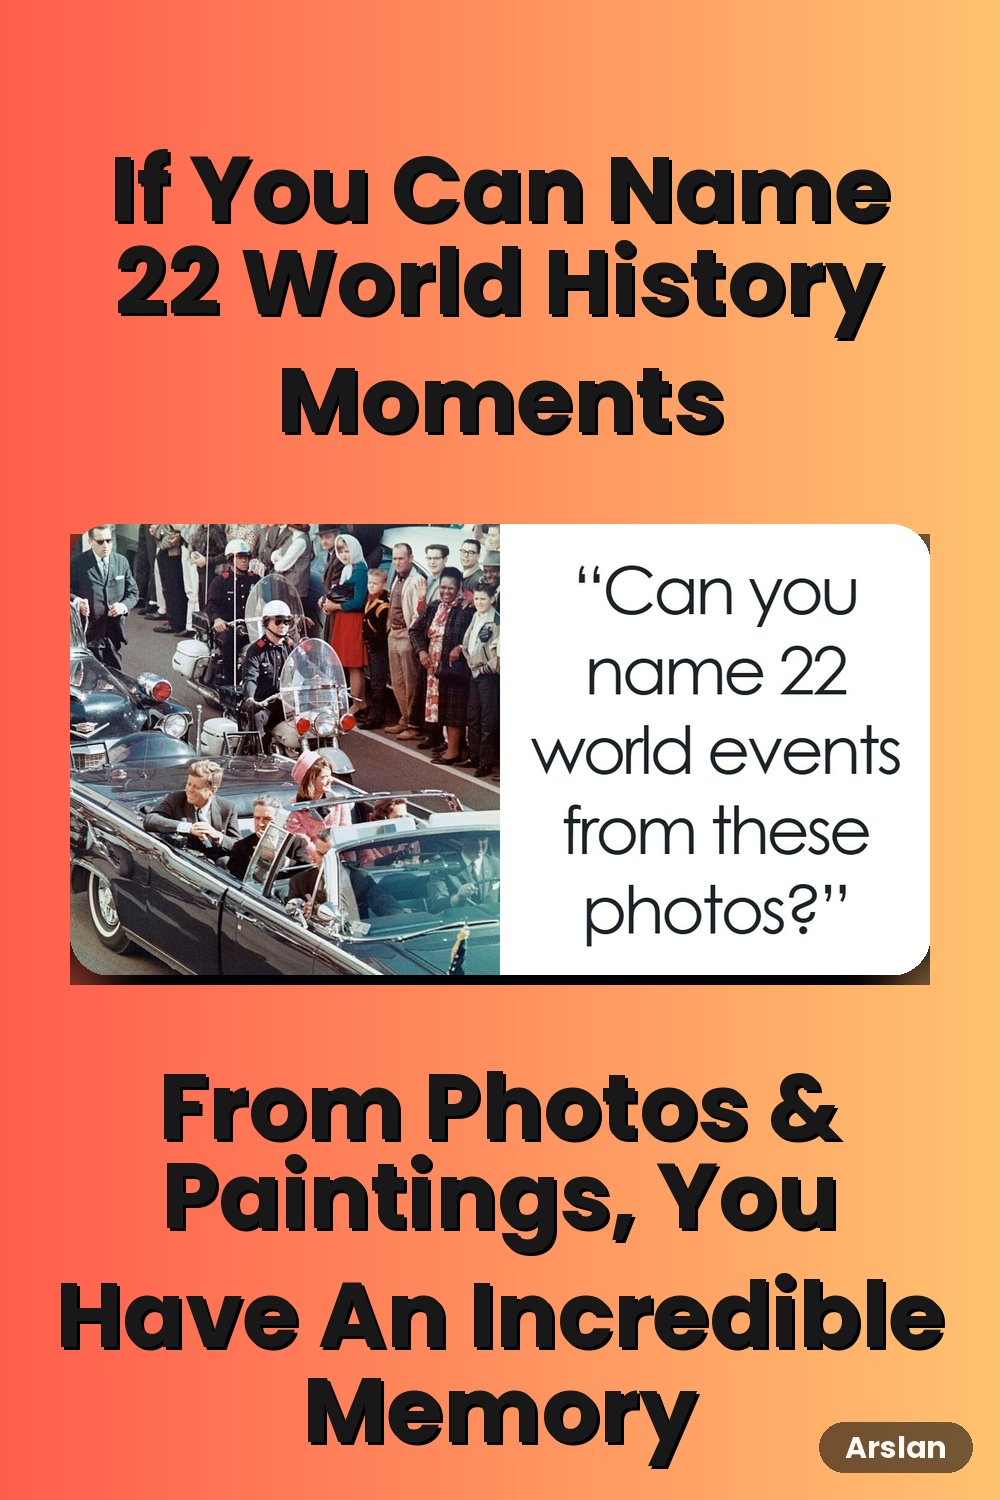 If You Can Name
22 World History
Moments
“Can you
name 22
world events
from these
photos?”
From Photos &
Paintings, You
Have An Incredible
Memory
Arslan